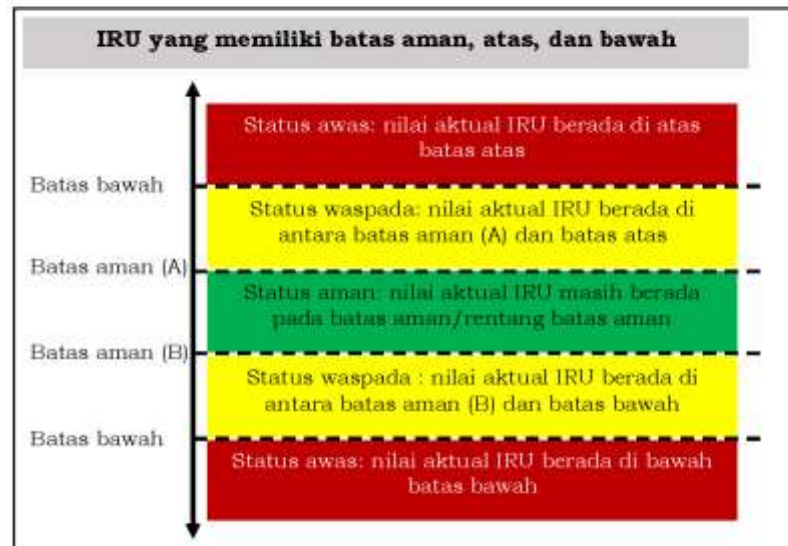 IRU yang memiliki batas aman, atas, dan bawah
Status awas: nilai aktual IRU berada di atas
batas atas
Batas bawah
Status waspada: nilai aktual IRU berada di
antara batas aman (A) dan batas atas
Batas aman (A)
Status aman: nilai aktual IRU masih berada
pada batas aman/rentang batas aman
Batas aman (B)
Status waspada : nilai aktual IRU berada di
antara batas aman (B) dan batas bawah
Batas bawah
Status awas: nilai aktual IRU berada di bawah
batas bawah